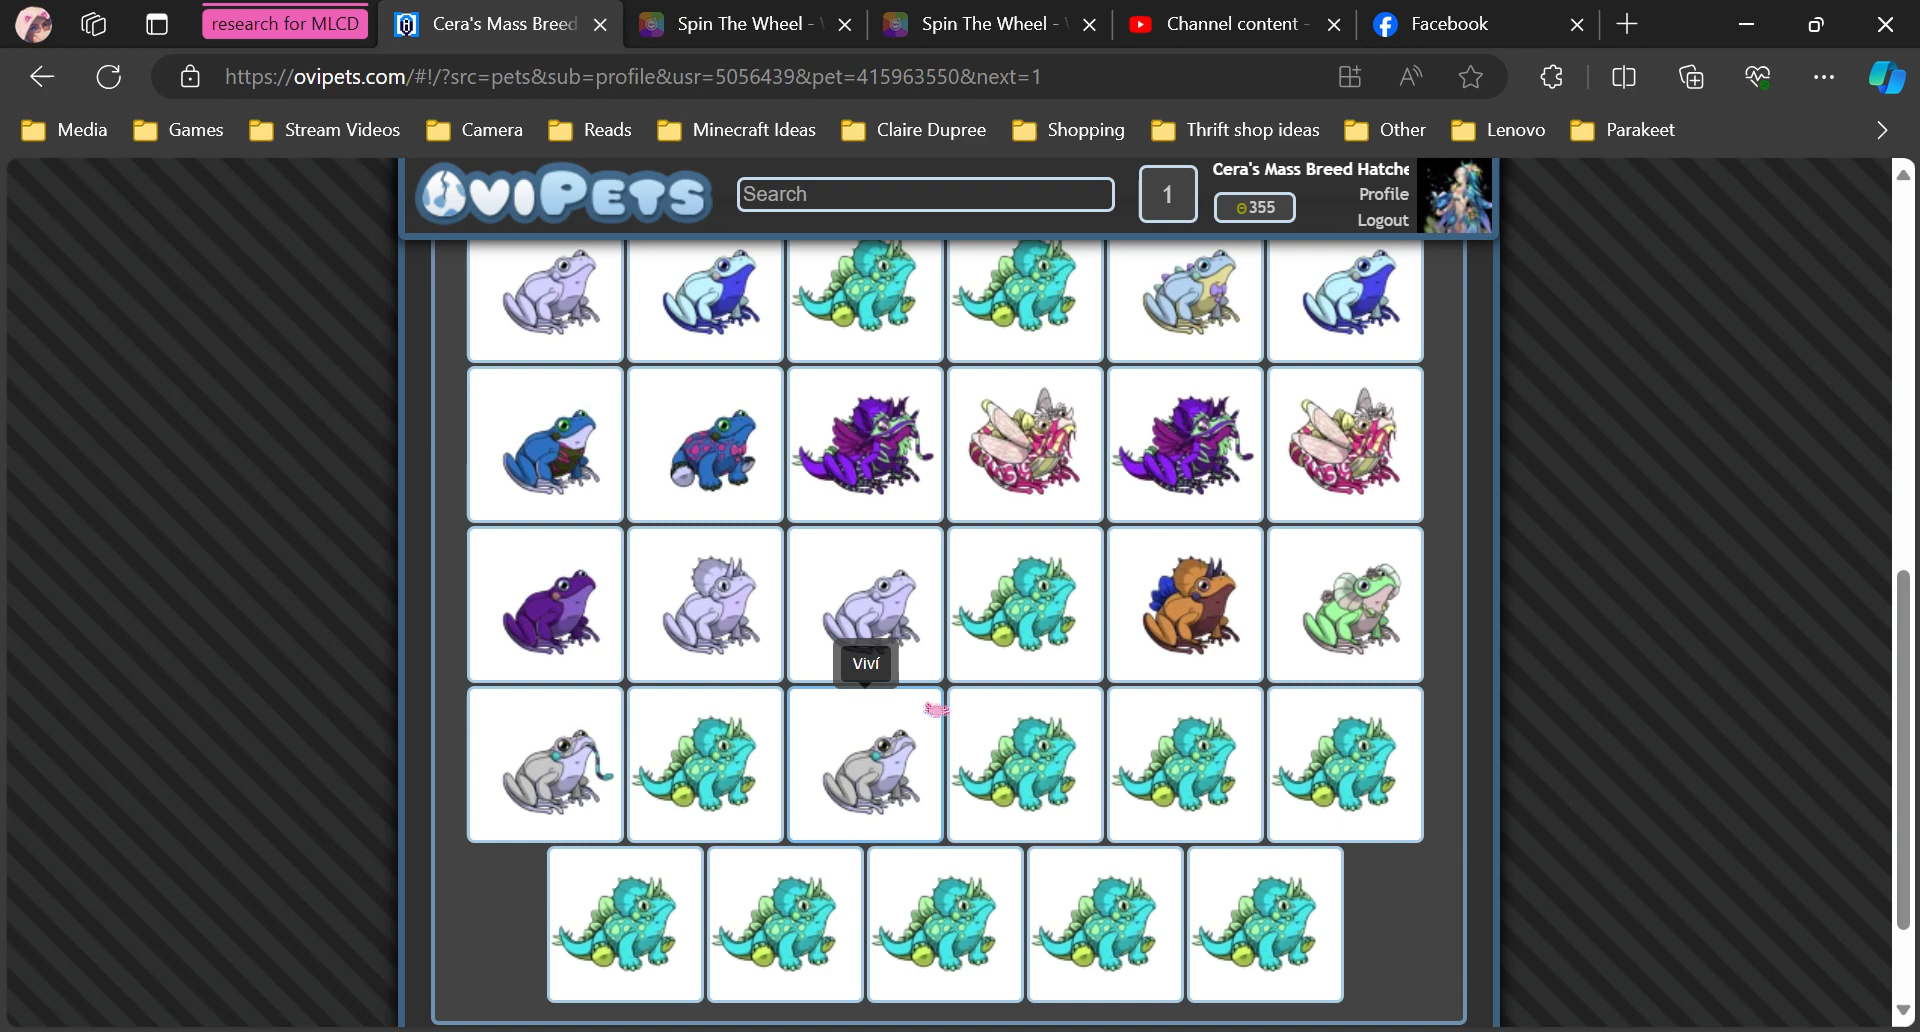 research for MLCD
Cera's Mass Breed
Spin The Wheel -
Spin The Wheel -
Channel content -
Facebook
https://ovipets.com/#!/?src=pets&sub=profile&usr=5056439&pet=415963550&next=1
Media
Games
Stream Videos
Camera
Reads
Minecraft Ideas
Claire Dupree
Shopping
Thrift shop ideas
Other
Lenovo
Parakeet
OviPets
Search
1
Cera's Mass Breed Hatche
355
Profile
Logout
Viví